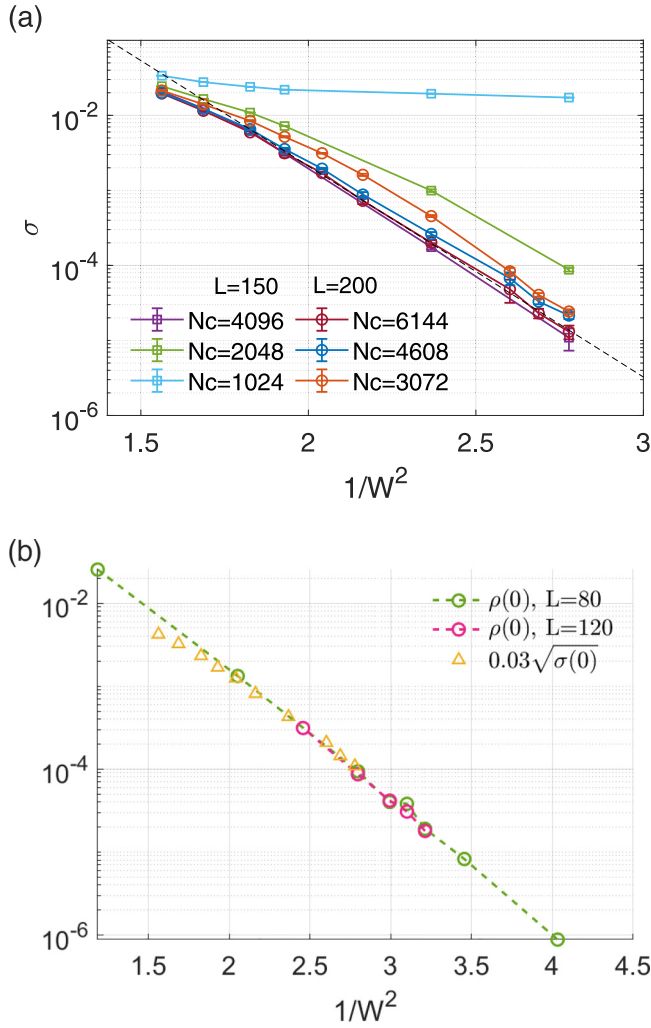 (a)
10^-2
10^-4
10^-6
σ
L=150 L=200
Nc=4096 Nc=6144
Nc=2048 Nc=4608
Nc=1024 Nc=3072
1.5 2 2.5 3
1/W^2
(b)
10^-2
10^-4
10^-6
ρ(0), L=80
ρ(0), L=120
0.03√σ(0)
1.5 2 2.5 3 3.5 4 4.5
1/W^2